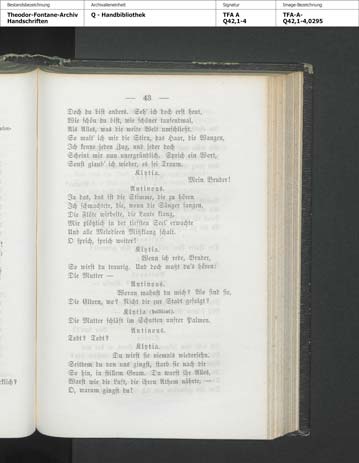 Bestandsbezeichnung
Theodor-Fontane-Archiv
Handschriften
Archivalieneinheit
Q - Handbibliothek
Signatur
TFA A
Q42,1-4
Image-Bezeichnung
TFA-A-
Q42,1-4,0295
— 43 —
Doch du bist anders. Seh' ich doch erst heut,
Wie schön du bist, wie schöner tausendmal,
Als Alles, was die weite Welt umschließt.
So malt' ich mir die Stirn, das Haar, die Wangen,
Ich kenne jeden Zug, und jeder doch
Scheint mir nun unergründlich. Sprich ein Wort,
Sonst glaub' ich wieder, es sei Traum.
Klytia.
Mein Bruder!
Antinous.
Ja das, das ist die Stimme, die zu hören
Ich schmachtete, die, wenn die Sänger sangen,
Die Flöte wirbelte, die Laute klang,
Mir plötzlich in der tiefsten Seel' erwachte
Und alle Melodieen Mißklang schalt.
O sprich, sprich weiter!
Klytia.
Wenn ich rede, Bruder,
So wirst du traurig. Und doch mußt du's hören:
Die Mutter —
Antinous.
Woran mahnst du mich? Wo sind sie,
Die Eltern, wo? Nicht dir zur Stadt gefolgt?
Klytia
Die Mutter schläft im Schatten unsrer Palmen.
Antinous.
Todt? Todt?
Klytia.
Du wirst sie niemals wiedersehn.
Seitdem du von uns gingst, starb sie nach dir
So hin, in stillem Gram. Du warst ihr Alles,
Warst wie die Luft, die ihren Athem nährte, —
O, warum gingst du!